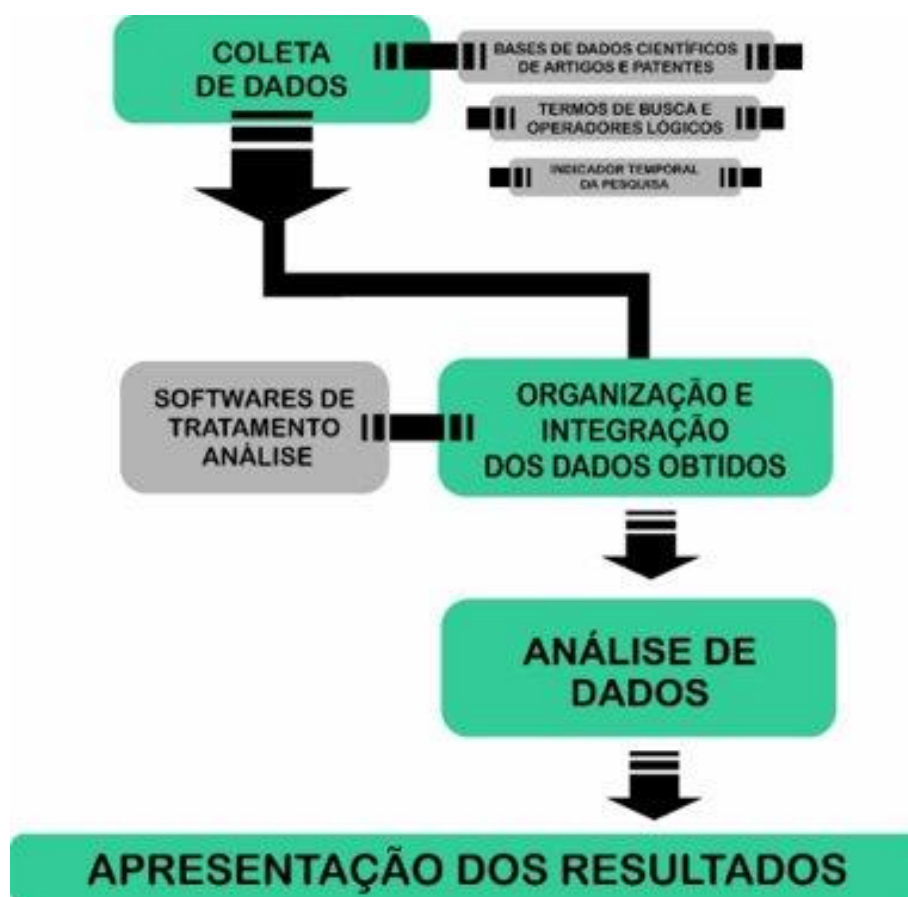 COLETA
DE DADOS
BASES DE DADOS CIENTÍFICOS
DE ARTIGOS E PATENTES
TERMOS DE BUSCA E
OPERADORES LÓGICOS
INDICADOR TEMPORAL
DA PESQUISA
SOFTWARES DE
TRATAMENTO
ANÀLISE
ORGANIZAÇÃO E
INTEGRAÇÃO
DOS DADOS OBTIDOS
ANÁLISE DE
DADOS
APRESENTAÇÃO DOS RESULTADOS